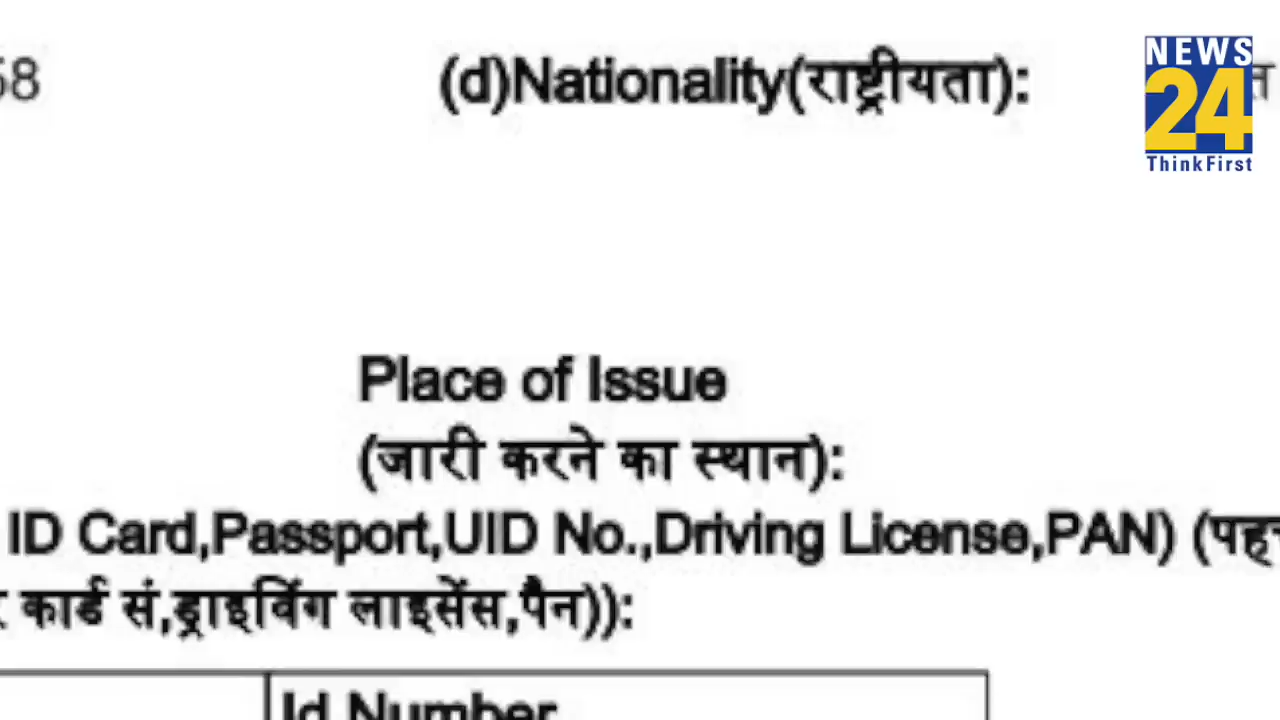 58
(d)Nationality(राष्ट्रीयता):
NEWS
24
ThinkFirst
Place of Issue
(जारी करने का स्थान):
ID Card,Passport,UID No.,Driving License,PAN)
कार्ड सं,ड्राइविंग लाइसेंस,पैन)):
Id Number